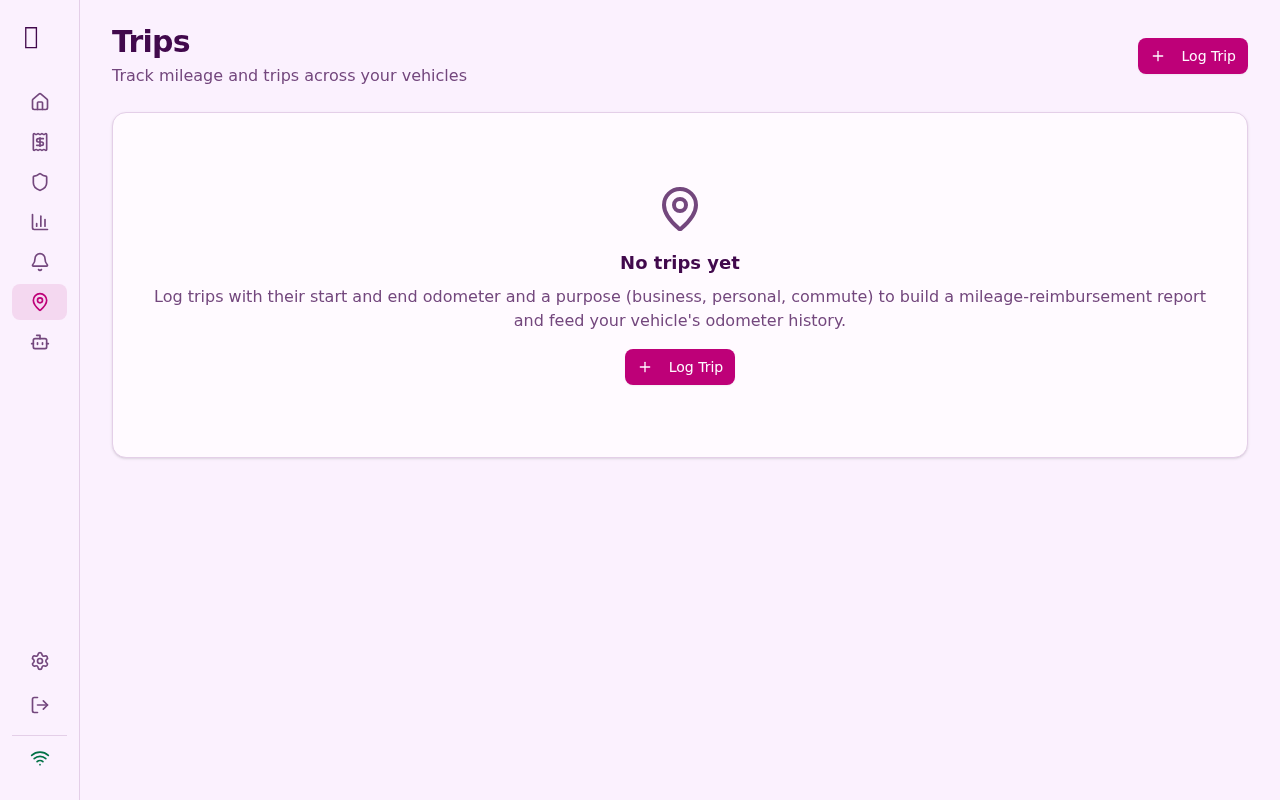 Trips
Track mileage and trips across your vehicles
Log Trip
No trips yet
Log trips with their start and end odometer and a purpose (business, personal, commute) to build a mileage-reimbursement report
and feed your vehicle's odometer history.
Log Trip